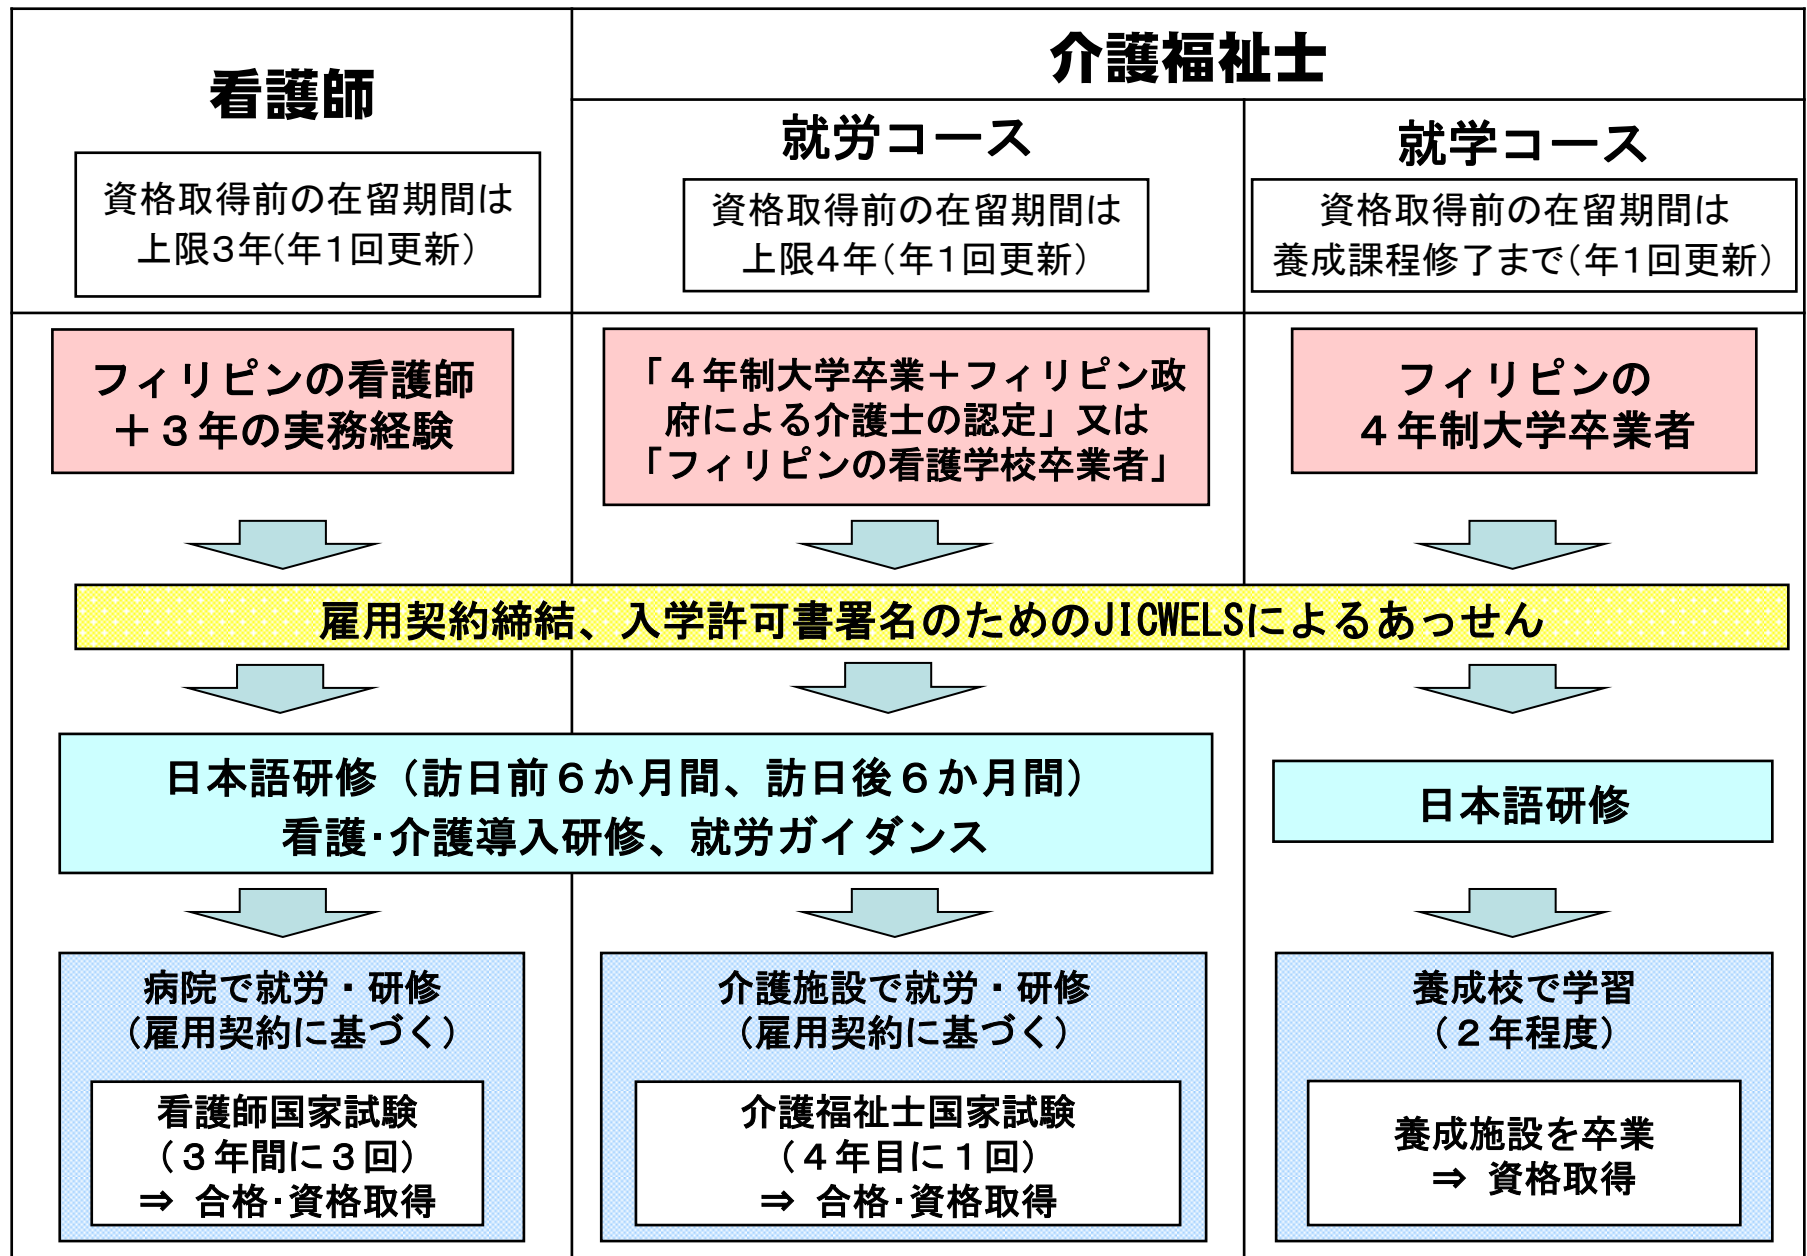 看護師
資格取得前の在留期間は
上限3年(年1回更新)
介護福祉士
就労コース
資格取得前の在留期間は
上限4年(年1回更新)
就学コース
資格取得前の在留期間は
養成課程修了まで(年1回更新)
フィリピンの看護師
＋３年の実務経験
「４年制大学卒業＋フィリピン政
府による介護士の認定」又は
「フィリピンの看護学校卒業者」
フィリピンの
４年制大学卒業者
雇用契約締結、入学許可書署名のためのJICWELSによるあっせん
日本語研修（訪日前６か月間、訪日後６か月間）
看護・介護導入研修、就労ガイダンス
日本語研修
病院で就労・研修
（雇用契約に基づく）
看護師国家試験
（３年間に３回）
⇒ 合格・資格取得
介護施設で就労・研修
（雇用契約に基づく）
介護福祉士国家試験
（４年目に１回）
⇒ 合格・資格取得
養成校で学習
（２年程度）
養成施設を卒業
⇒ 資格取得